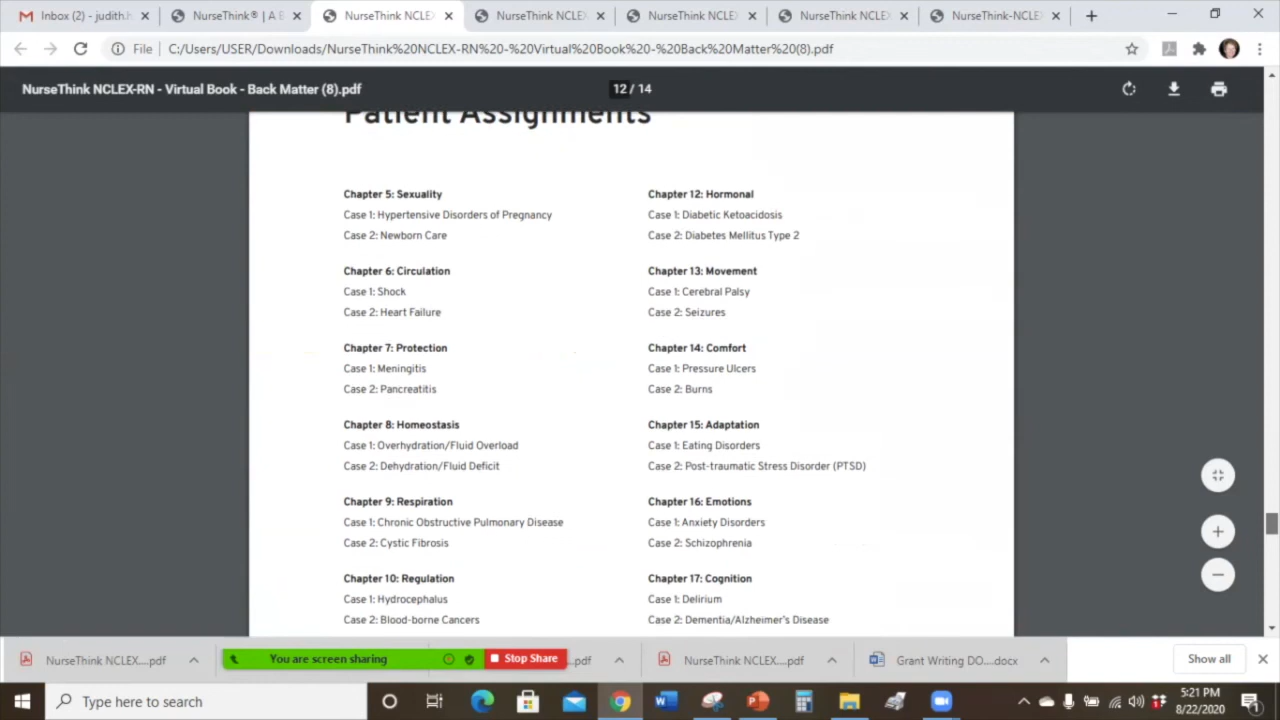 Inbox (2) - judith.h
NurseThink® | A B
NurseThink NCLEX
NurseThink NCLEX
NurseThink NCLEX
NurseThink NCLEX
NurseThink-NCLEX
File
C:/Users/USER/Downloads/NurseThink%20NCLEX-RN%20-%20Virtual%20Book%20-%20Back%20Matter%20(8).pdf
NurseThink NCLEX-RN - Virtual Book - Back Matter (8).pdf
12 / 14
Patient Assignments
Chapter 5: Sexuality
Case 1: Hypertensive Disorders of Pregnancy
Case 2: Newborn Care
Chapter 6: Circulation
Case 1: Shock
Case 2: Heart Failure
Chapter 7: Protection
Case 1: Meningitis
Case 2: Pancreatitis
Chapter 8: Homeostasis
Case 1: Overhydration/Fluid Overload
Case 2: Dehydration/Fluid Deficit
Chapter 9: Respiration
Case 1: Chronic Obstructive Pulmonary Disease
Case 2: Cystic Fibrosis
Chapter 10: Regulation
Case 1: Hydrocephalus
Case 2: Blood-borne Cancers
Chapter 12: Hormonal
Case 1: Diabetic Ketoacidosis
Case 2: Diabetes Mellitus Type 2
Chapter 13: Movement
Case 1: Cerebral Palsy
Case 2: Seizures
Chapter 14: Comfort
Case 1: Pressure Ulcers
Case 2: Burns
Chapter 15: Adaptation
Case 1: Eating Disorders
Case 2: Post-traumatic Stress Disorder (PTSD)
Chapter 16: Emotions
Case 1: Anxiety Disorders
Case 2: Schizophrenia
Chapter 17: Cognition
Case 1: Delirium
Case 2: Dementia/Alzheimer's Disease
NurseThink NCLEX....pdf
You are screen sharing
Stop Share
..pdf
NurseThink NCLEX....pdf
Grant Writing DO....docx
Show all
Type here to search
5:21 PM
8/22/2020